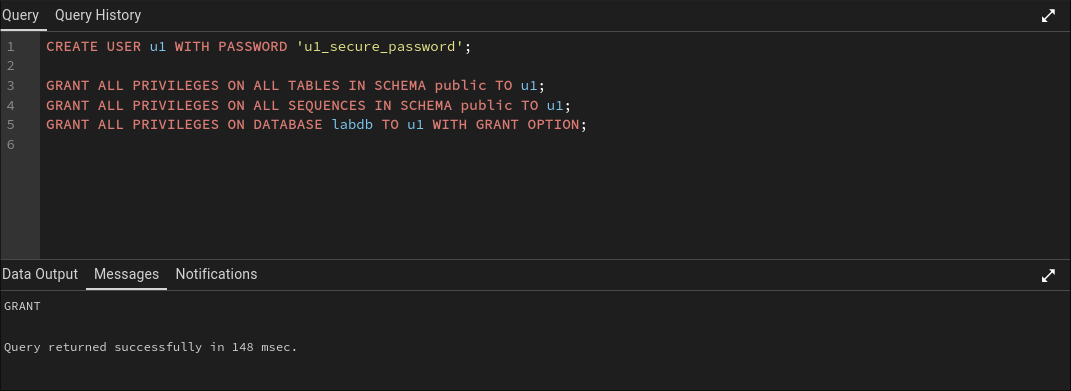 Query Query History
1 CREATE USER u1 WITH PASSWORD 'u1_secure_password';
2
3 GRANT ALL PRIVILEGES ON ALL TABLES IN SCHEMA public TO u1;
4 GRANT ALL PRIVILEGES ON ALL SEQUENCES IN SCHEMA public TO u1;
5 GRANT ALL PRIVILEGES ON DATABASE labdb TO u1 WITH GRANT OPTION;
6
Data Output Messages Notifications
GRANT
Query returned successfully in 148 msec.